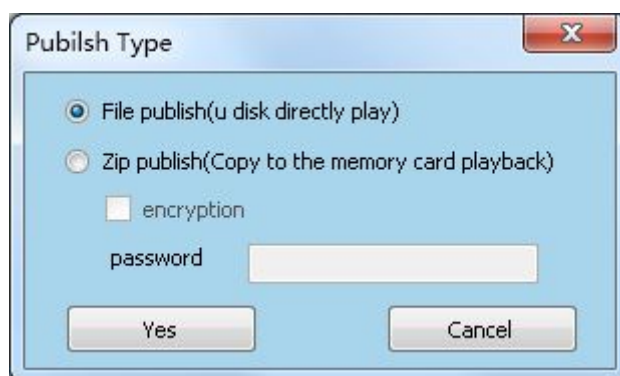 Pubilsh Type
File publish(u disk directly play)
Zip publish(Copy to the memory card playback)
encryption
password
Yes
Cancel